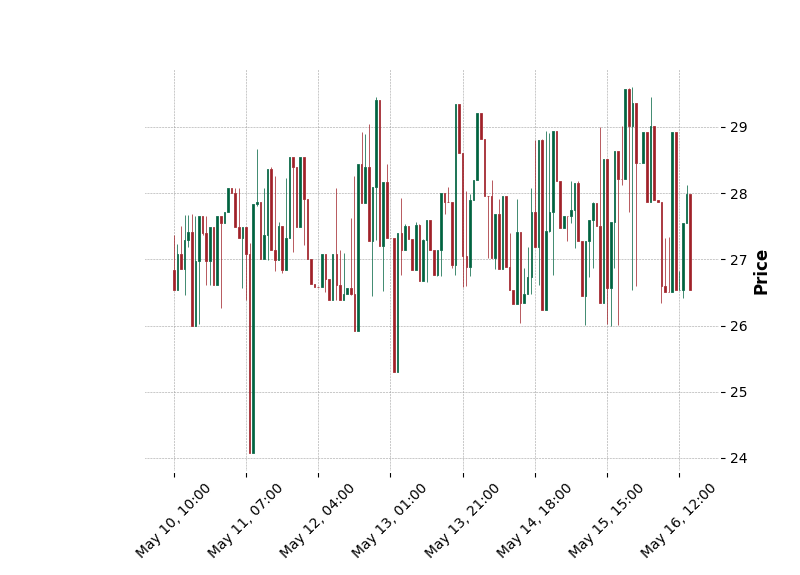 29
28
27
26
25
24
Price
May 10, 10:00
May 11, 07:00
May 12, 04:00
May 13, 01:00
May 13, 21:00
May 14, 18:00
May 15, 15:00
May 16, 12:00